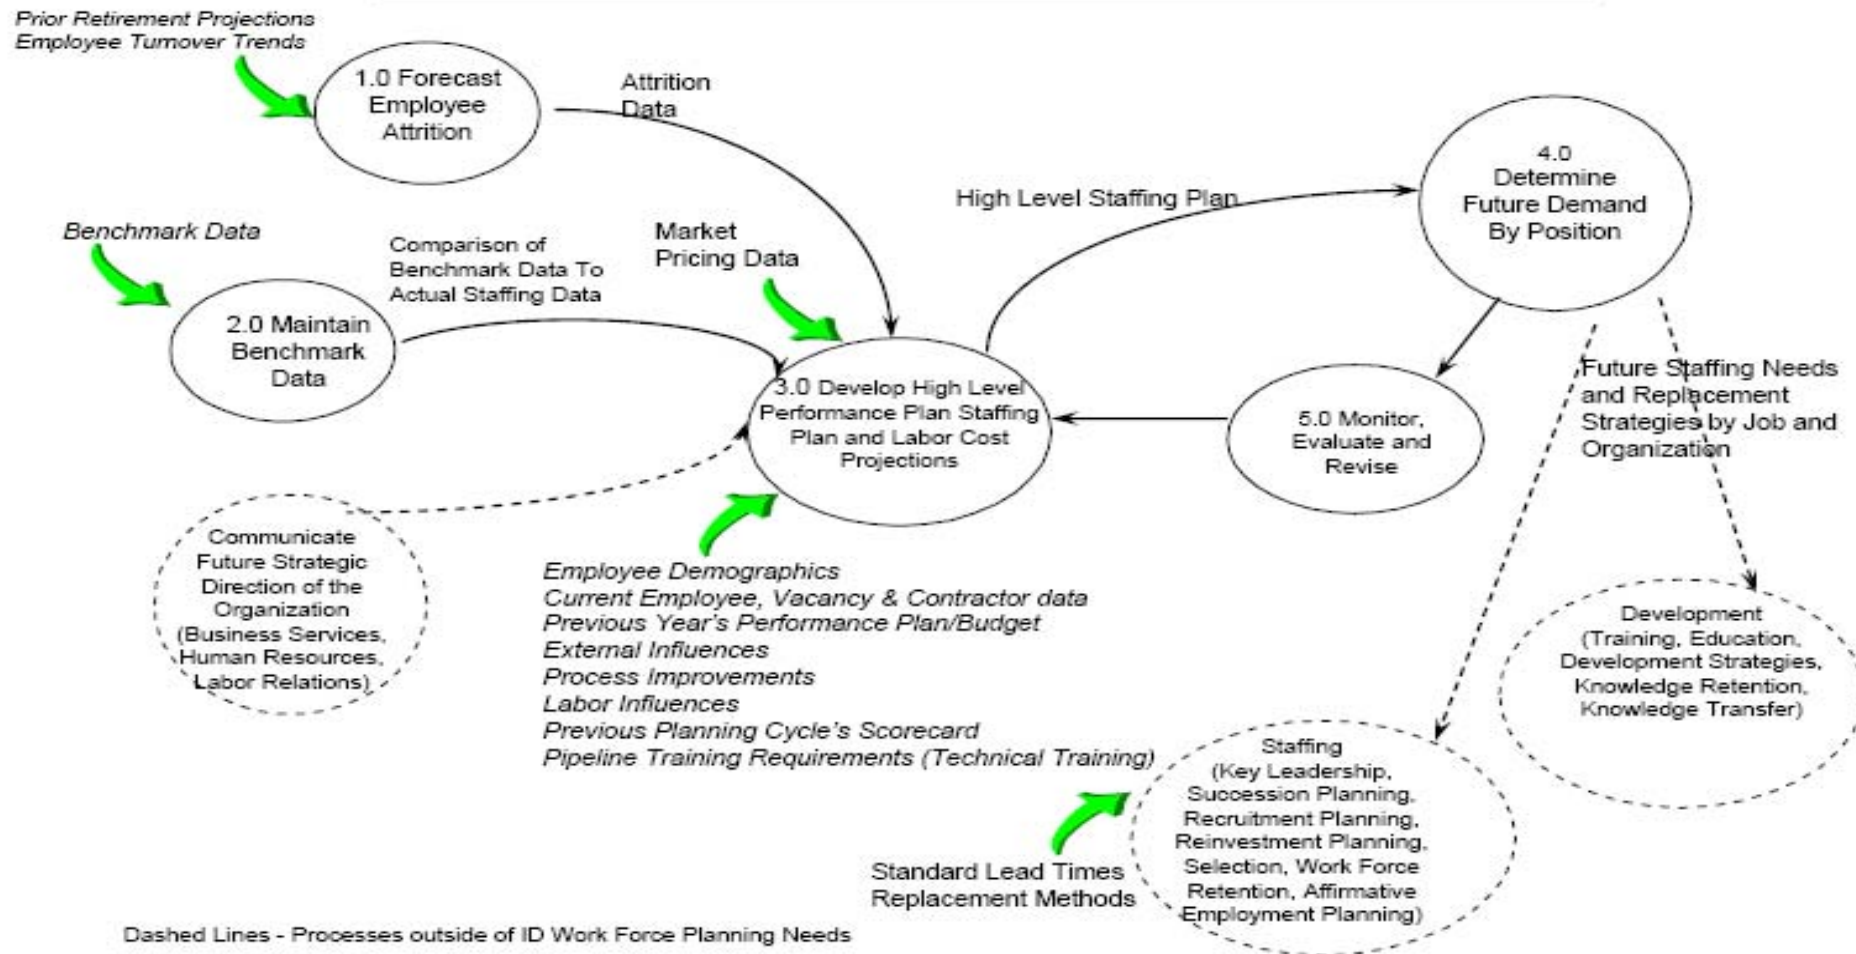 Prior Retirement Projections
Employee Turnover Trends
1.0 Forecast
Employee
Attrition
Attrition
Data
Benchmark Data
2.0 Maintain
Benchmark
Data
Comparison of
Benchmark Data To
Actual Staffing Data
Market
Pricing Data
High Level Staffing Plan
4.0
Determine
Future Demand
By Position
3.0 Develop High Level
Performance Plan Staffing
Plan and Labor Cost
Projections
5.0 Monitor,
Evaluate and
Revise
Future Staffing Needs
and Replacement
Strategies by Job and
Organization
Communicate
Future Strategic
Direction of the
Organization
(Business Services,
Human Resources,
Labor Relations)
Employee Demographics
Current Employee, Vacancy & Contractor data
Previous Year's Performance Plan/Budget
External Influences
Process Improvements
Labor Influences
Previous Planning Cycle's Scorecard
Pipeline Training Requirements (Technical Training)
Development
(Training, Education,
Development Strategies,
Knowledge Retention,
Knowledge Transfer)
Staffing
(Key Leadership,
Succession Planning,
Recruitment Planning,
Reinvestment Planning,
Selection, Work Force
Retention, Affirmative
Employment Planning)
Standard Lead Times
Replacement Methods
Dashed Lines - Processes outside of ID Work Force Planning Needs